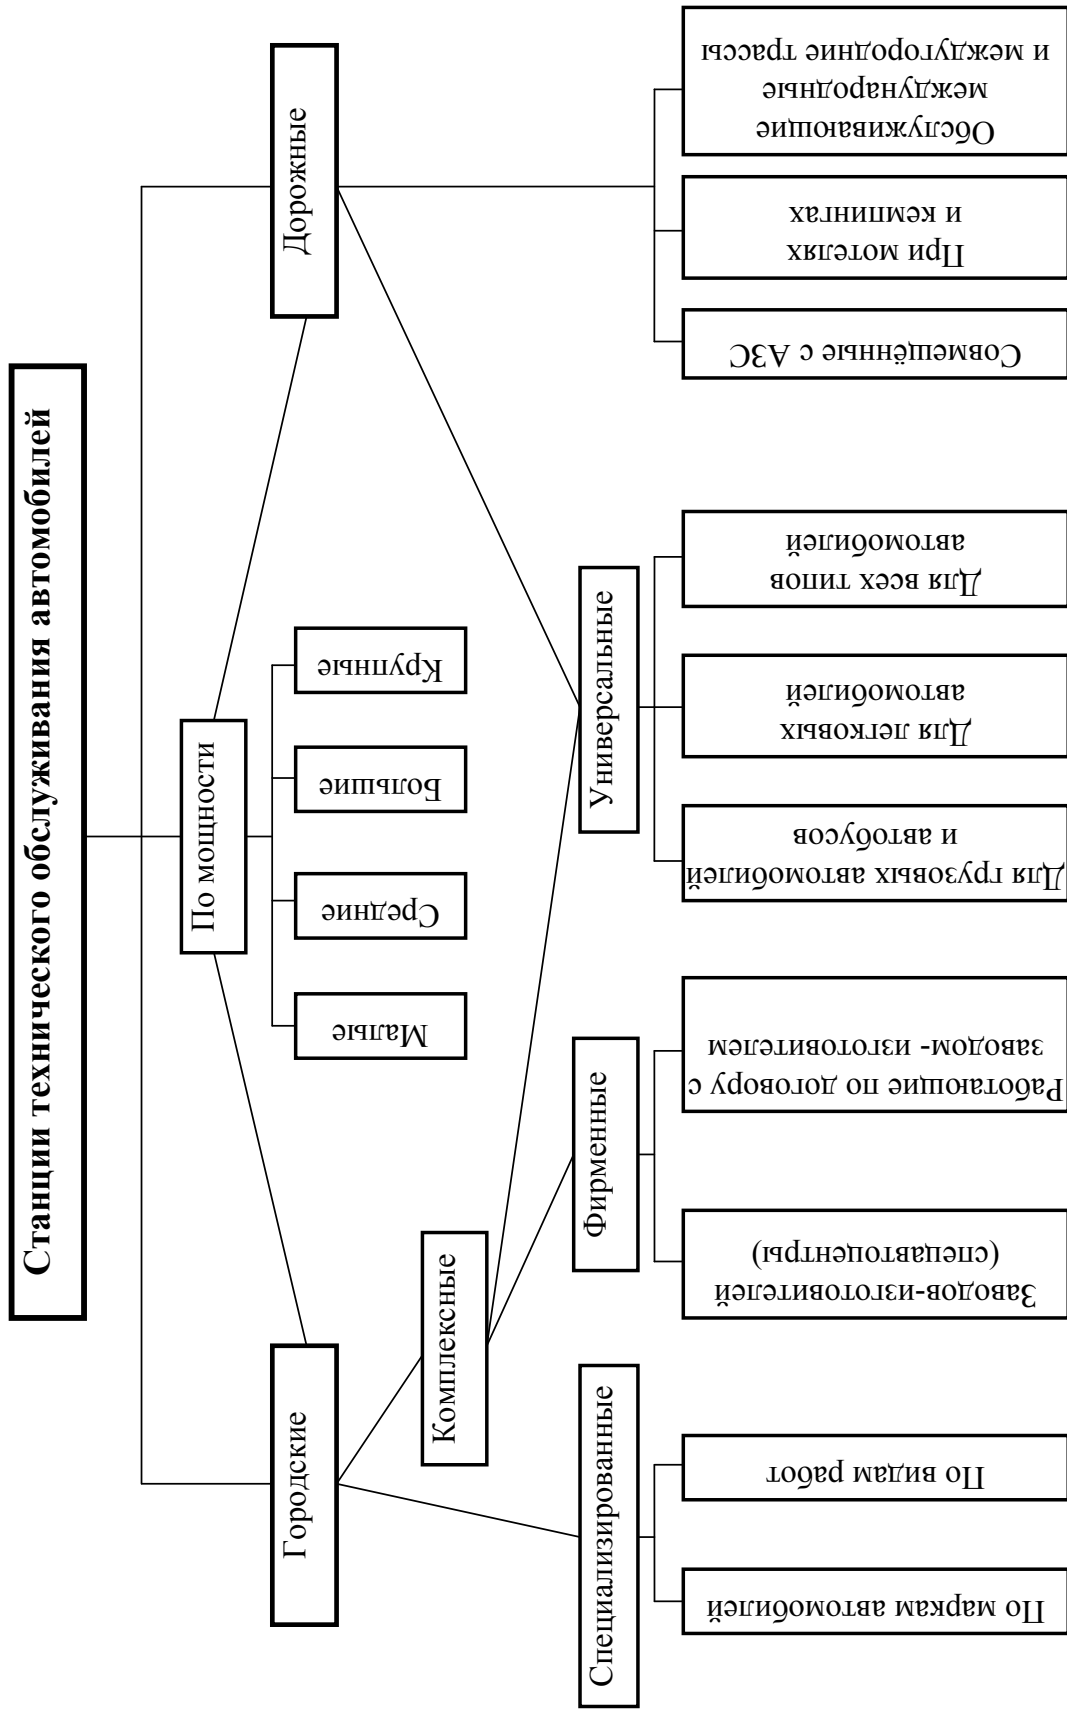 Станции технического обслуживания автомобилей
По мощности
Городские
Дорожные
Малые
Средние
Большие
Крупные
Комплексные
Специализированные
Фирменные
Универсальные
По маркам автомобилей
По видам работ
Заводов-изготовителей
(спецавтоцентры)
Работающие по договору с
заводом- изготовителем
Для грузовых автомобилей
и автобусов
Для легковых
автомобилей
Для всех типов
автомобилей
Совмещённые с АЗС
При мотелях
и кемпингах
Обслуживающие
международные
и междугородние трассы